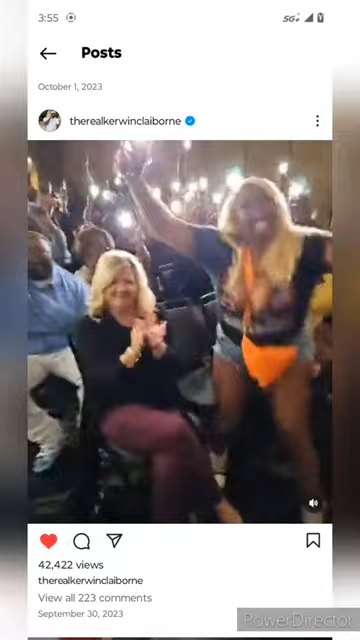 3:55
5G+
Posts
October 1, 2023
therealkerwinclaiborne
42,422 views
therealkerwinclaiborne
View all 223 comments
September 30, 2023
PowerDirector